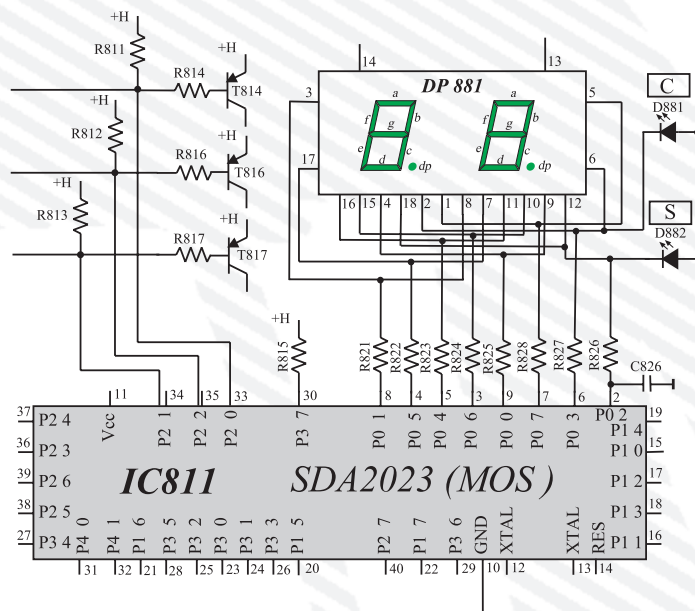 +H
R811
+H
R814
T814
+H
R812
+H
R816
T816
+H
R813
+H
R817
T817
14
13
DP 881
3
5
17
6
a
b
c
d
e
f
g
dp
a
b
c
d
e
f
g
dp
16 15 4 18 2 1 8 7 11 10 9 12
C
D881
S
D882
+H
R815
R821
R822
R823
R824
R825
R828
R827
R826
C826
11 34 35 33 30 8 4 5 3 9 7 6 2
37 P2 4
36 P2 3
39 P2 6
38 P2 5
27 P3 4
Vcc
P2 1
P2 2
P2 0
P3 7
P0 1
P0 5
P0 4
P0 6
P0 0
P0 7
P0 3
P0 2
P1 4 19
P1 0 15
P1 2 17
P1 3 18
P1 1 16
IC811 SDA2023 (MOS )
P4 0
P4 1
P1 6
P3 5
P3 2
P3 0
P3 1
P3 3
P1 5
P2 7
P1 7
P3 6
GND
XTAL
XTAL
RES
31 32 21 28 25 23 24 26 20 40 22 29 10 12 13 14